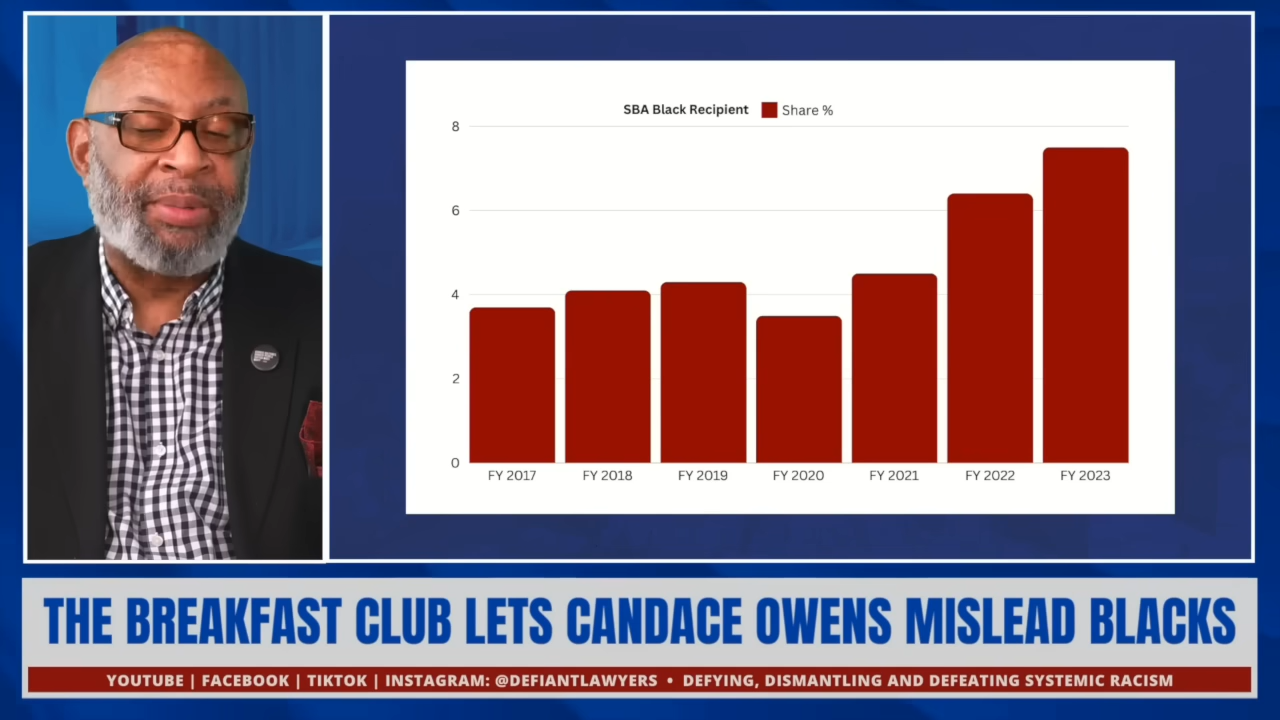 SBA Black Recipient Share %
8
6
4
2
0
FY 2017 FY 2018 FY 2019 FY 2020 FY 2021 FY 2022 FY 2023
THE BREAKFAST CLUB LETS CANDACE OWENS MISLEAD BLACKS
YOUTUBE | FACEBOOK | TIKTOK | INSTAGRAM: @DEFIANTLAWYERS • DEFYING, DISMANTLING AND DEFEATING SYSTEMIC RACISM